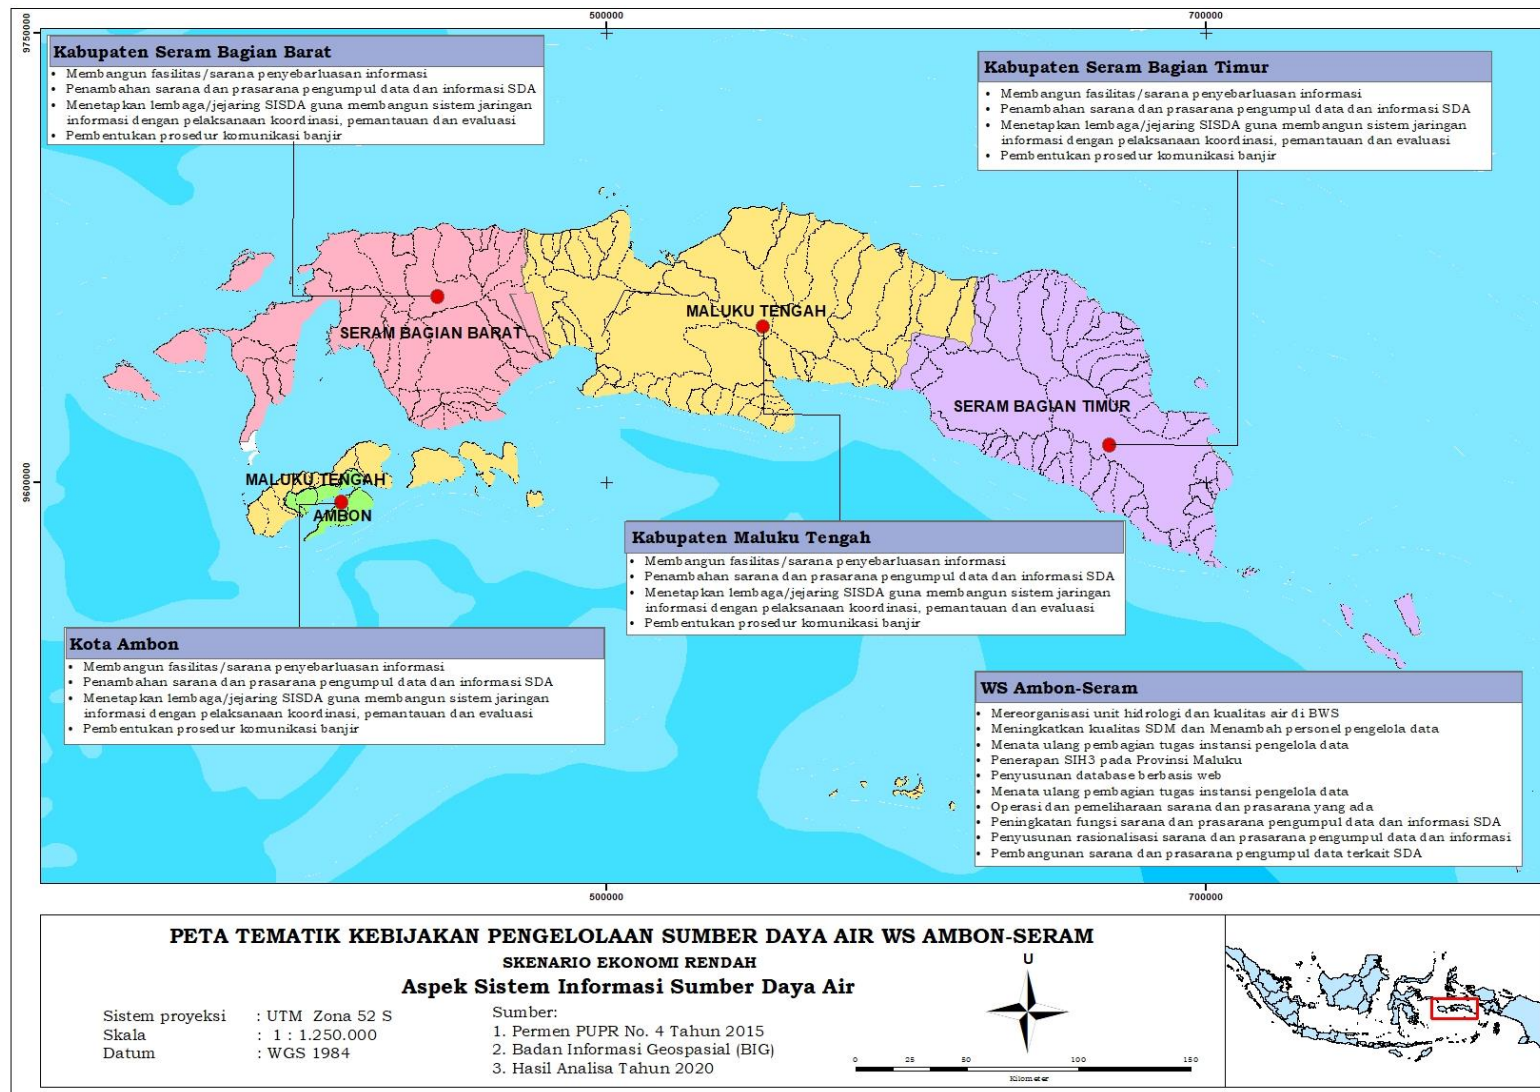 500000
700000
9750000
Kabupaten Seram Bagian Barat
• Membangun fasilitas/sarana penyebarluasan informasi
• Penambahan sarana dan prasarana pengumpul data dan informasi SDA
• Menetapkan lembaga/jejaring SISDA guna membangun sistem jaringan
informasi dengan pelaksanaan koordinasi, pemantauan dan evaluasi
• Pembentukan prosedur komunikasi banjir
Kabupaten Seram Bagian Timur
• Membangun fasilitas/sarana penyebarluasan informasi
• Penambahan sarana dan prasarana pengumpul data dan informasi SDA
• Menetapkan lembaga/jejaring SISDA guna membangun sistem jaringan
informasi dengan pelaksanaan koordinasi, pemantauan dan evaluasi
• Pembentukan prosedur komunikasi banjir
MALUKU TENGAH
SERAM BAGIAN BARAT
SERAM BAGIAN TIMUR
9600000
MALUKU TENGAH
AMBON
Kabupaten Maluku Tengah
• Membangun fasilitas/sarana penyebarluasan informasi
• Penambahan sarana dan prasarana pengumpul data dan informasi SDA
• Menetapkan lembaga/jejaring SISDA guna membangun sistem jaringan
informasi dengan pelaksanaan koordinasi, pemantauan dan evaluasi
• Pembentukan prosedur komunikasi banjir
Kota Ambon
• Membangun fasilitas/sarana penyebarluasan informasi
• Penambahan sarana dan prasarana pengumpul data dan informasi SDA
• Menetapkan lembaga/jejaring SISDA guna membangun sistem jaringan
informasi dengan pelaksanaan koordinasi, pemantauan dan evaluasi
• Pembentukan prosedur komunikasi banjir
WS Ambon-Seram
• Mereorganisasi unit hidrologi dan kualitas air di BWS
• Meningkatkan kualitas SDM dan Menambah personel pengelola data
• Menata ulang pembagian tugas instansi pengelola data
• Penerapan SIH3 pada Provinsi Maluku
• Penyusunan database berbasis web
• Menata ulang pembagian tugas instansi pengelola data
• Operasi dan pemeliharaan sarana dan prasarana yang ada
• Peningkatan fungsi sarana dan prasarana pengumpul data dan informasi SDA
• Penyusunan rasionalisasi sarana dan prasarana pengumpul data dan informasi
• Pembangunan sarana dan prasarana pengumpul data terkait SDA
500000
700000
PETA TEMATIK KEBIJAKAN PENGELOLAAN SUMBER DAYA AIR WS AMBON-SERAM
SKENARIO EKONOMI RENDAH
Aspek Sistem Informasi Sumber Daya Air
Sistem proyeksi : UTM Zona 52 S
Skala : 1 : 1.250.000
Datum : WGS 1984
Sumber:
1. Permen PUPR No. 4 Tahun 2015
2. Badan Informasi Geospasial (BIG)
3. Hasil Analisa Tahun 2020
U
0 25 50 100 150
Kilometer